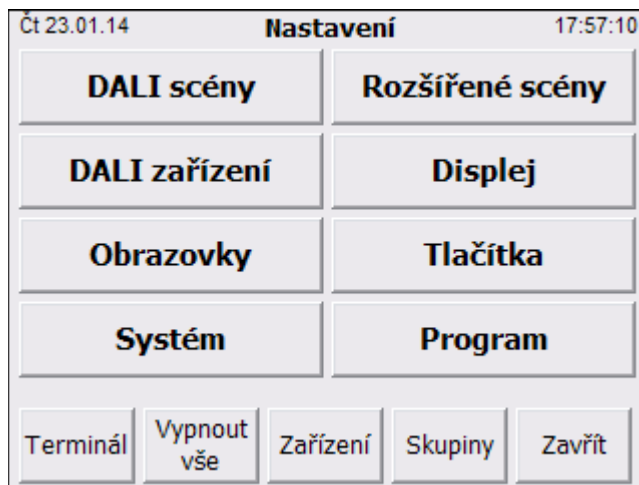 Čt 23.01.14 Nastavení 17:57:10
DALI scény Rozšířené scény
DALI zařízení Displej
Obrazovky Tlačítka
Systém Program
Terminál Vypnout vše Zařízení Skupiny Zavřít